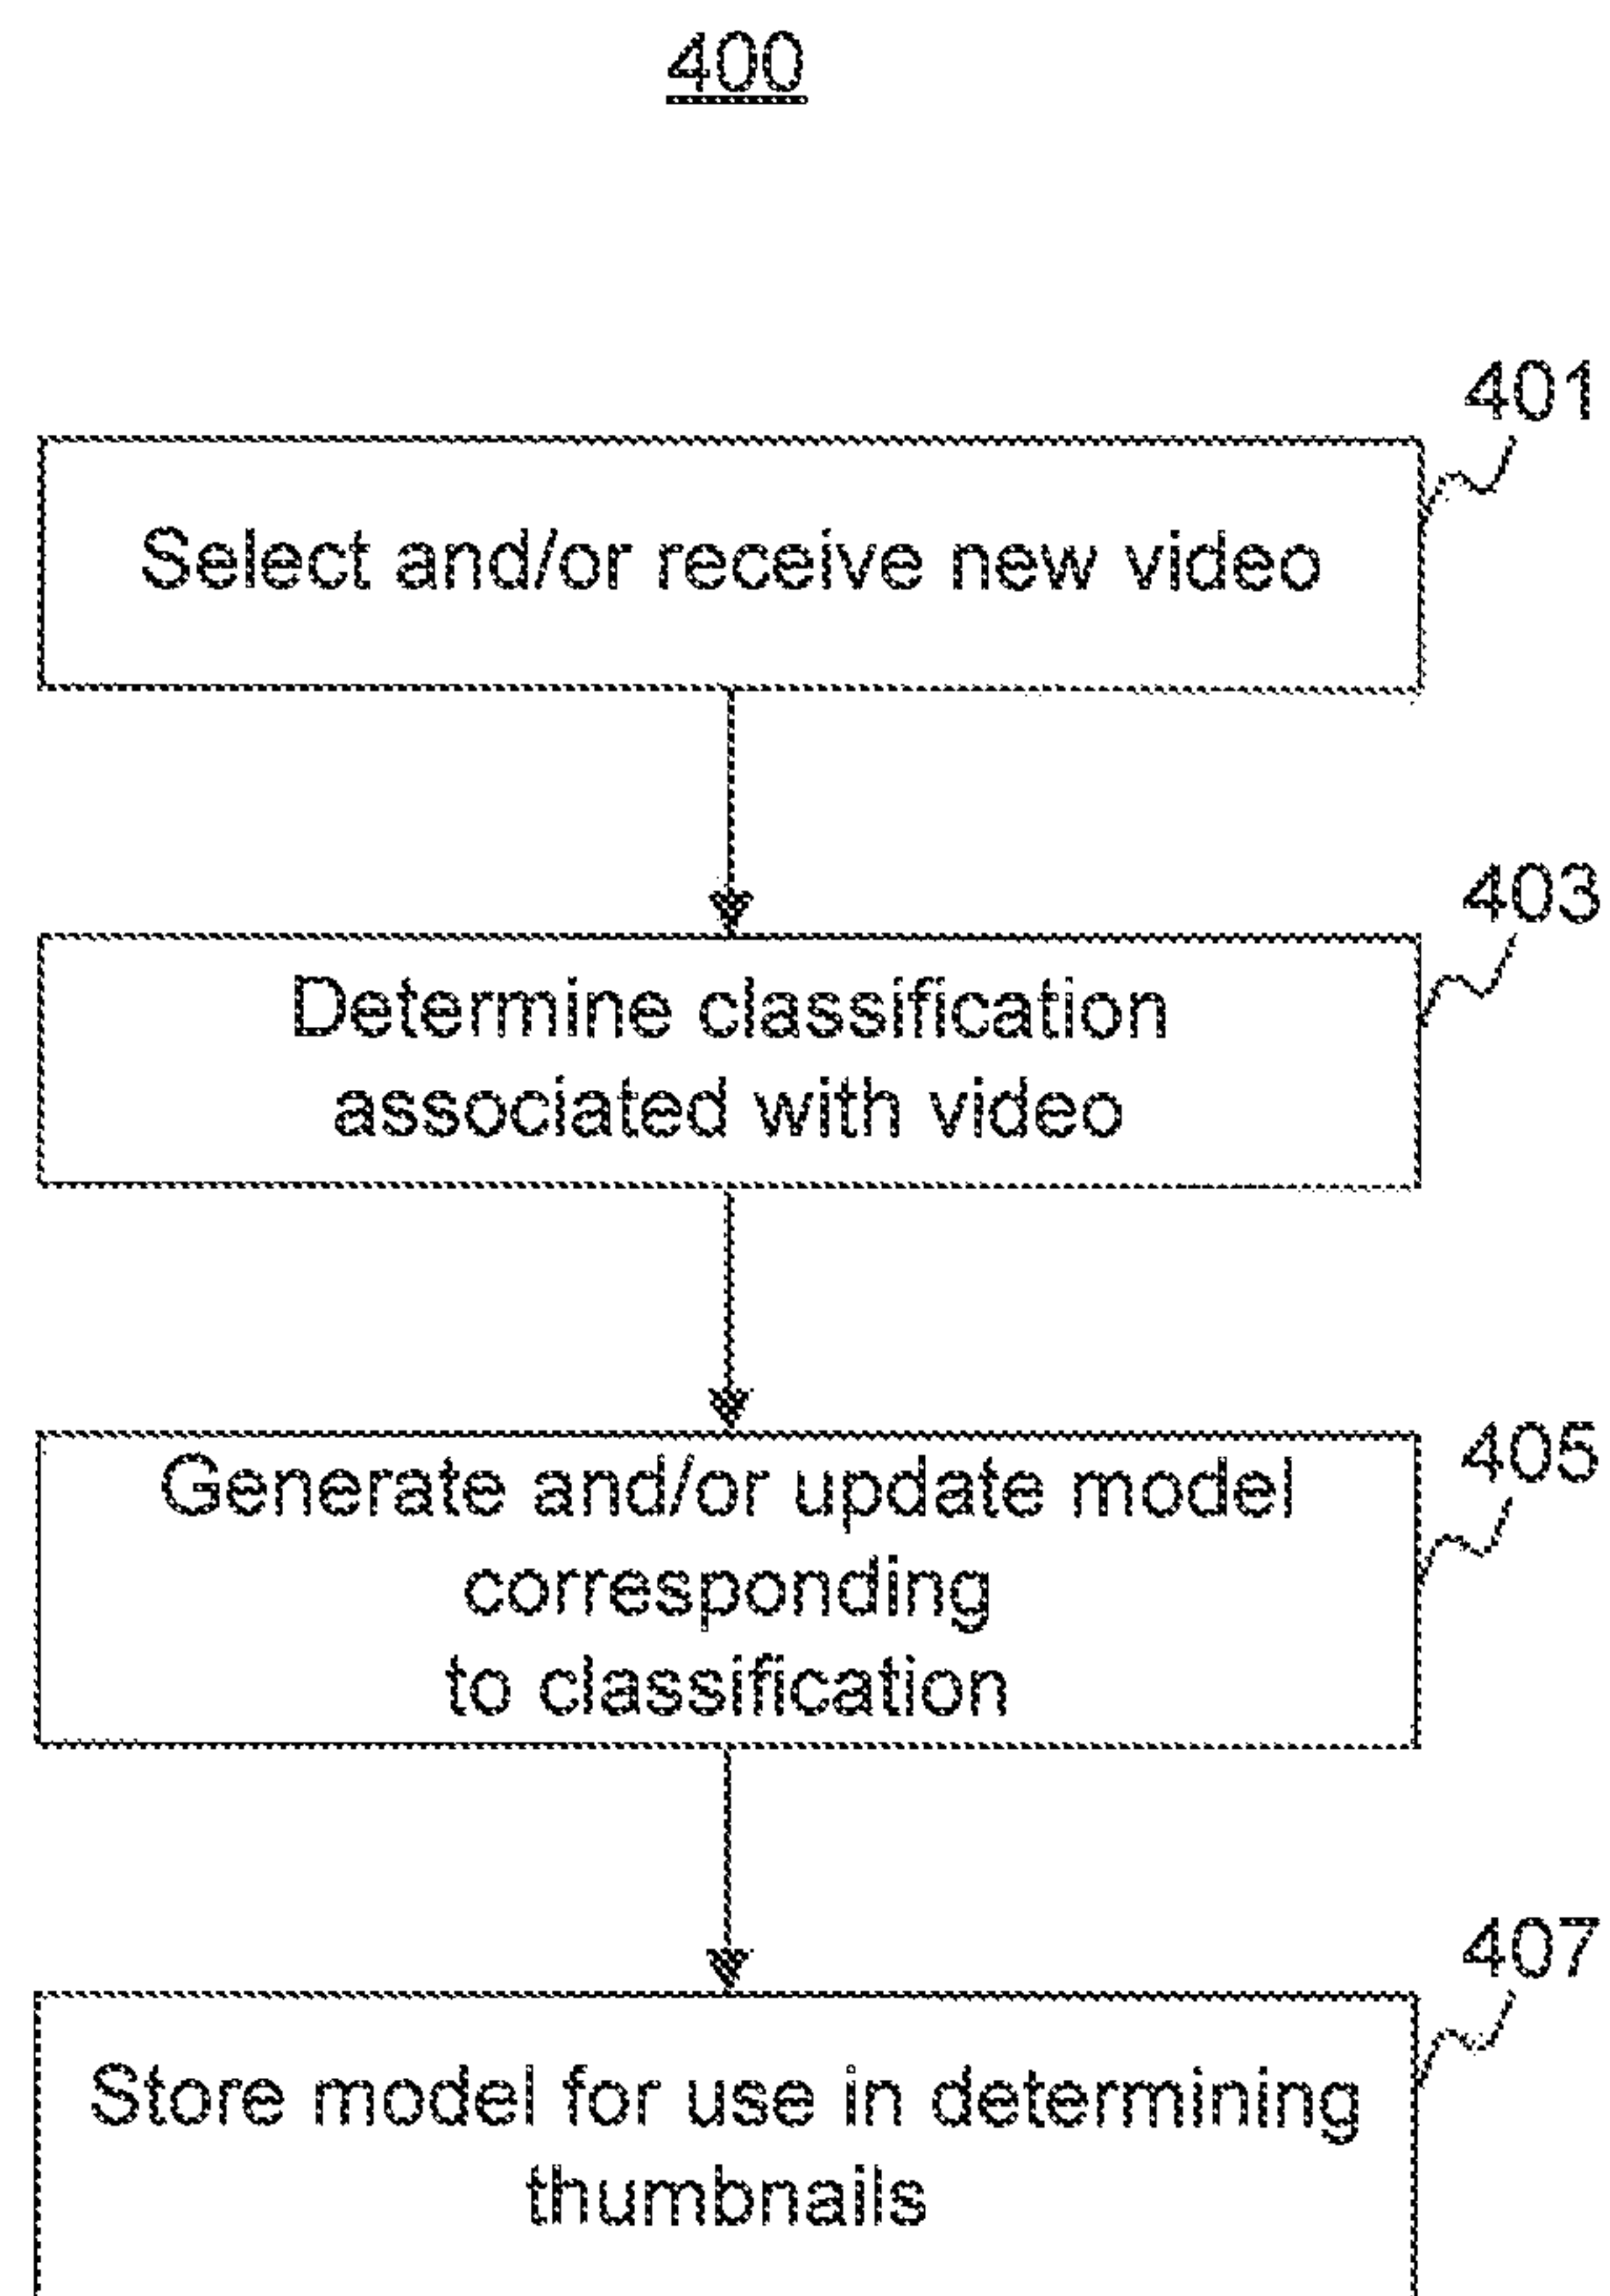 400
401
Select and/or receive new video
403
Determine classification
associated with video
405
Generate and/or update model
corresponding
to classification
407
Store model for use in determining
thumbnails